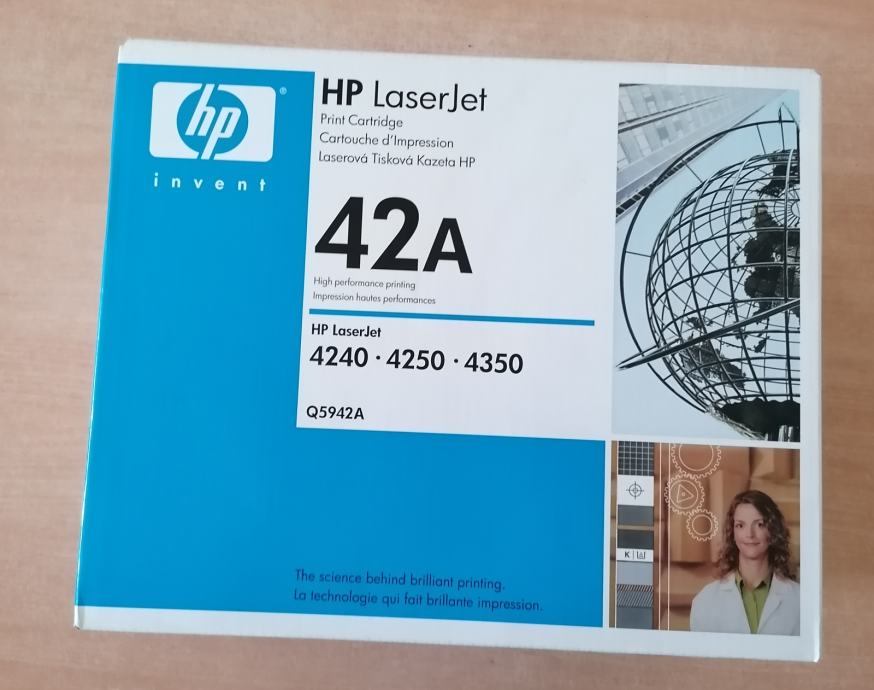 hp
®
invent
HP LaserJet
Print Cartridge
Cartouche d'Impression
Laserová Tisková Kazeta HP
42A
High performance printing
Impression hautes performances
HP LaserJet
4240 · 4250 · 4350
Q5942A
K
The science behind brilliant printing.
La technologie qui fait brillante impression.